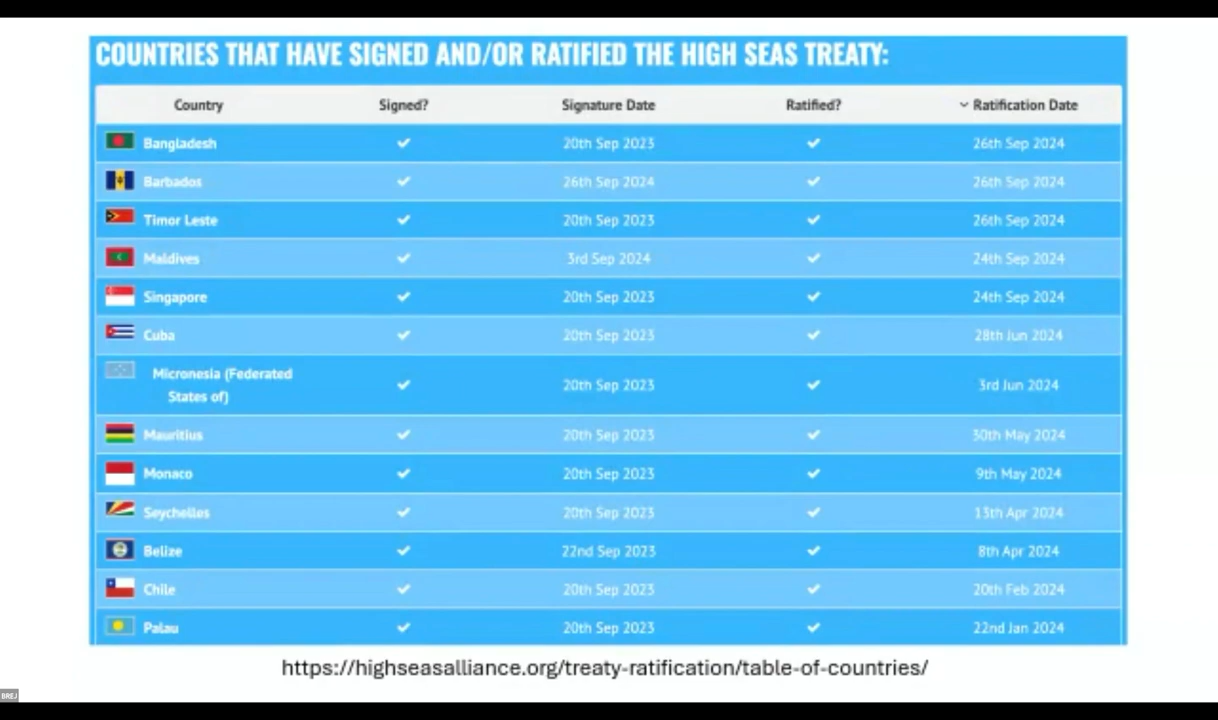 COUNTRIES THAT HAVE SIGNED AND/OR RATIFIED THE HIGH SEAS TREATY:
Country Signed? Signature Date Ratified? Ratification Date
Bangladesh ✓ 20th Sep 2023 ✓ 26th Sep 2024
Barbados ✓ 26th Sep 2024 ✓ 26th Sep 2024
Timor Leste ✓ 20th Sep 2023 ✓ 26th Sep 2024
Maldives ✓ 3rd Sep 2024 ✓ 24th Sep 2024
Singapore ✓ 20th Sep 2023 ✓ 24th Sep 2024
Cuba ✓ 20th Sep 2023 ✓ 28th Jun 2024
Micronesia (Federated
States of) ✓ 20th Sep 2023 ✓ 3rd Jun 2024
Mauritius ✓ 20th Sep 2023 ✓ 30th May 2024
Monaco ✓ 20th Sep 2023 ✓ 9th May 2024
Seychelles ✓ 20th Sep 2023 ✓ 13th Apr 2024
Belize ✓ 22nd Sep 2023 ✓ 8th Apr 2024
Chile ✓ 20th Sep 2023 ✓ 20th Feb 2024
Palau ✓ 20th Sep 2023 ✓ 22nd Jan 2024
https://highseasalliance.org/treaty-ratification/table-of-countries/
BREJ